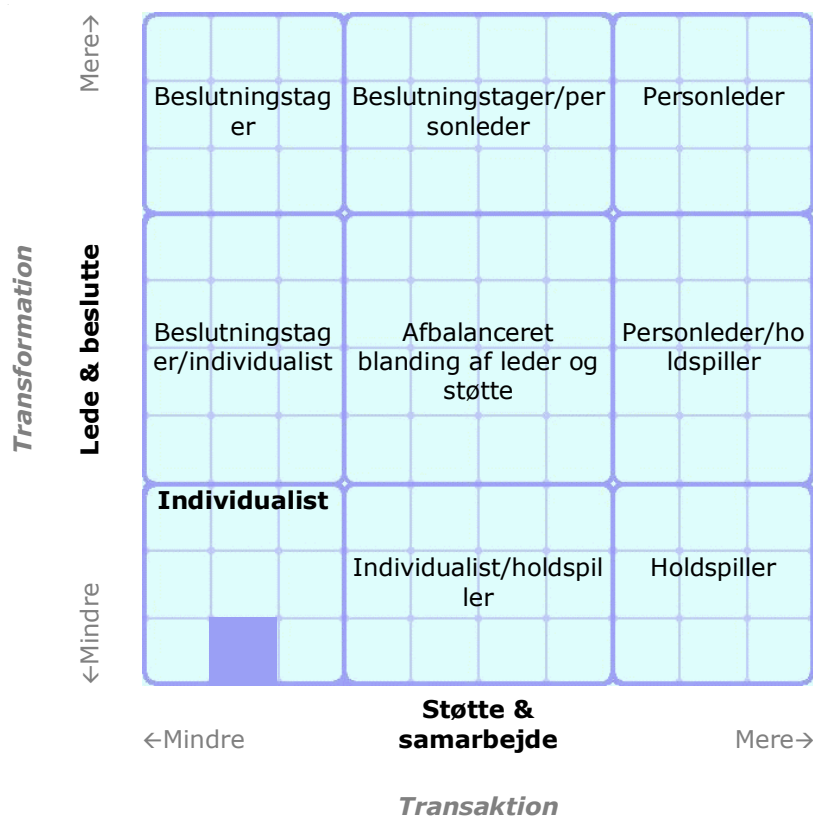 Mere→
Beslutningstag
er
Beslutningstager/per
sonleder
Personleder
Transformation
Lede & beslutte
Beslutningstag
er/individualist
Afbalanceret
blanding af leder og
støtte
Personleder/ho
ldspiller
Individualist
Individualist/holdspil
ler
Holdspiller
←Mindre
←Mindre
Støtte &
samarbejde
Mere→
Transaktion